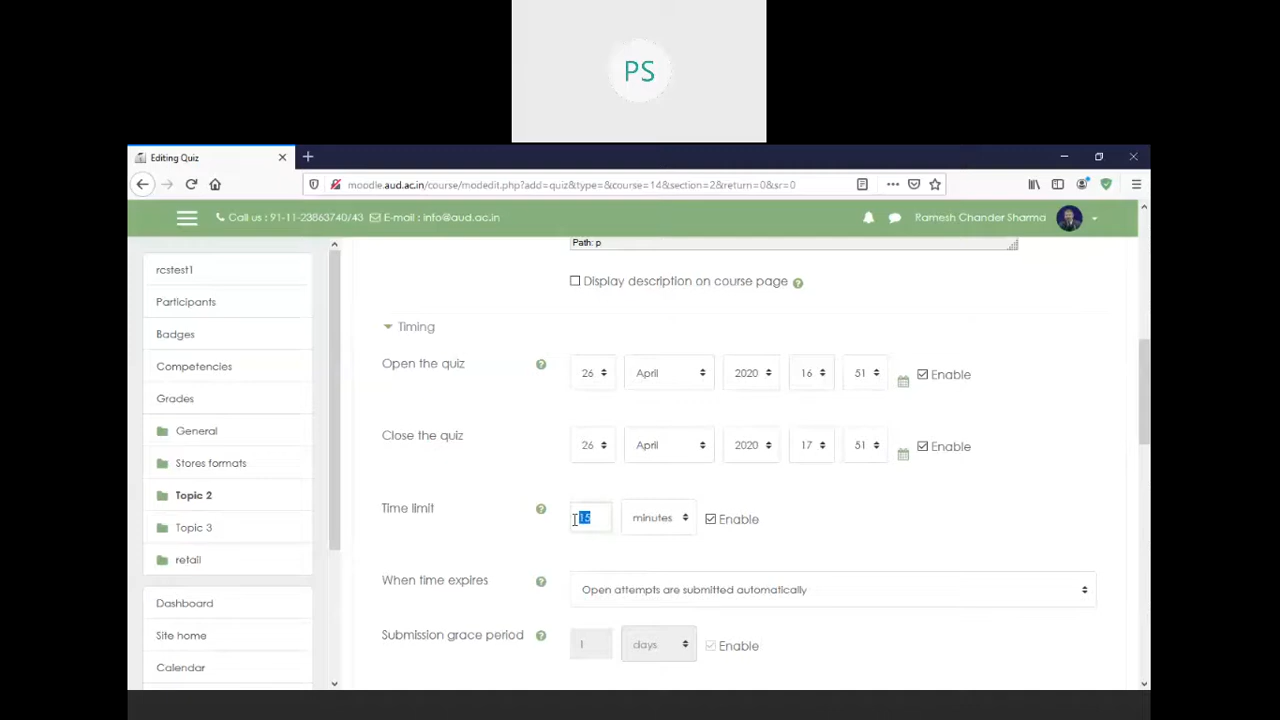 PS
Editing Quiz
moodle.aud.ac.in/course/modedit.php?add=quiz&type=&course=14&section=2&return=0&sr=0
Call us : 91-11-23863740/43 E-mail : info@aud.ac.in
Ramesh Chander Sharma
rcstest1
Participants
Badges
Competencies
Grades
General
Stores formats
Topic 2
Topic 3
retail
Dashboard
Site home
Calendar
Path: p
Display description on course page
Timing
Open the quiz 26 April 2020 16 51 Enable
Close the quiz 26 April 2020 17 51 Enable
Time limit 15 minutes Enable
When time expires Open attempts are submitted automatically
Submission grace period 1 days Enable